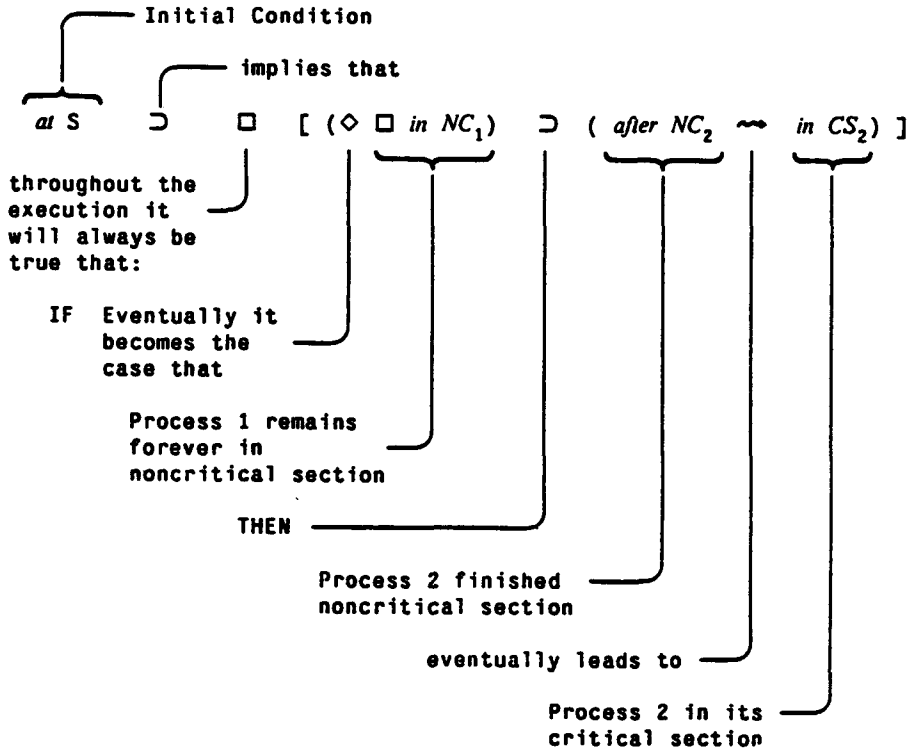 Initial Condition
implies that
at S ⊃ □ [ (◇ □ in NC₁) ⊃ ( after NC₂ ⇝ in CS₂) ]
throughout the
execution it
will always be
true that:
IF Eventually it
becomes the
case that
Process 1 remains
forever in
noncritical section
THEN
Process 2 finished
noncritical section
eventually leads to
Process 2 in its
critical section